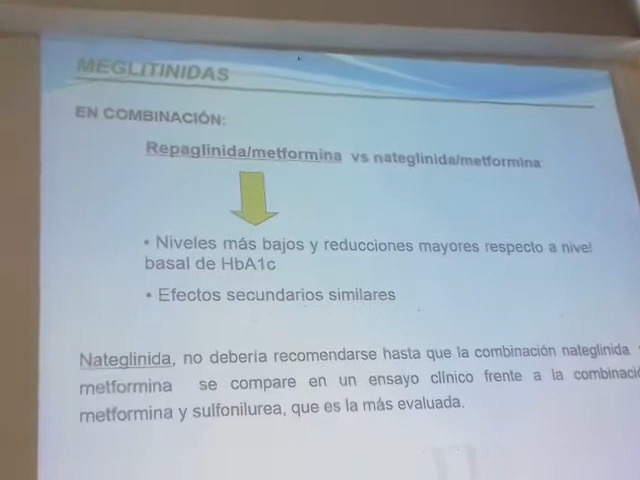 MEGLITINIDAS
EN COMBINACIÓN:
Repaglinida/metformina vs nateglinida/metformina
• Niveles más bajos y reducciones mayores respecto a nivel
basal de HbA1c
• Efectos secundarios similares
Nateglinida, no debería recomendarse hasta que la combinación nateglinida
metformina se compare en un ensayo clínico frente a la
metformina y sulfonilurea, que es la más evaluada.